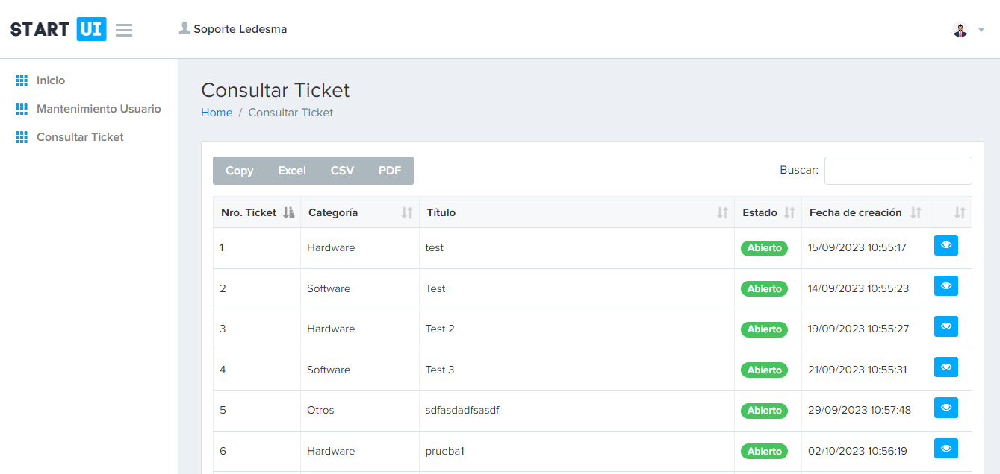 START UI
Soporte Ledesma
Inicio
Mantenimiento Usuario
Consultar Ticket
Consultar Ticket
Home / Consultar Ticket
Copy Excel CSV PDF
Buscar:
Nro. Ticket Categoría Título Estado Fecha de creación
1 Hardware test Abierto 15/09/2023 10:55:17
2 Software Test Abierto 14/09/2023 10:55:23
3 Hardware Test 2 Abierto 19/09/2023 10:55:27
4 Software Test 3 Abierto 21/09/2023 10:55:31
5 Otros sdfasdadfsasdf Abierto 29/09/2023 10:57:48
6 Hardware prueba1 Abierto 02/10/2023 10:56:19